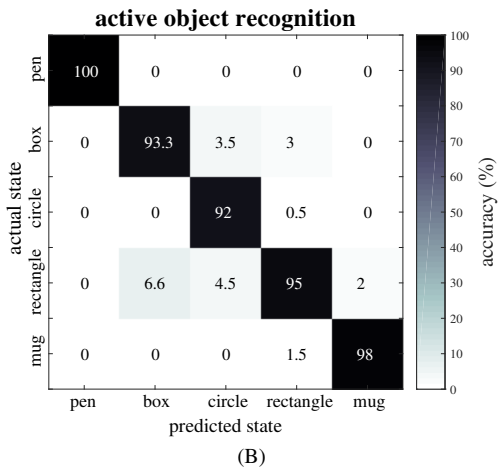 active object recognition
actual state
pen 100 0 0 0 0
box 0 93.3 3.5 3 0
circle 0 0 92 0.5 0
rectangle 0 6.6 4.5 95 2
mug 0 0 0 1.5 98
pen box circle rectangle mug
predicted state
100
90
80
70
60
50
40
30
20
10
0
accuracy (%)
(B)